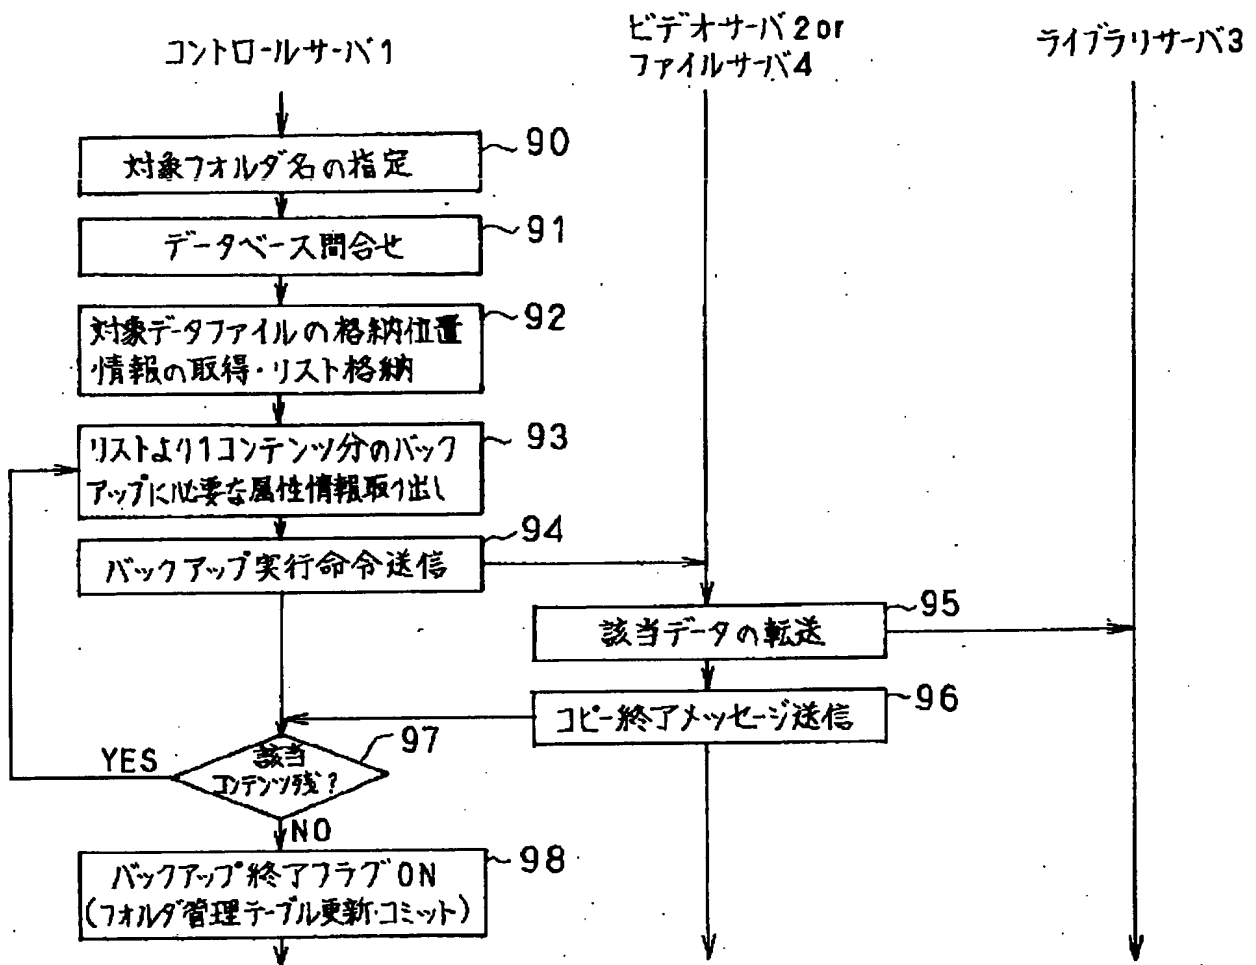 コントロールサーバ1
ビデオサーバ2or
ファイルサーバ4
ライブラリサーバ3
対象フォルダ名の指定
90
データベース問合せ
91
対象データファイルの格納位置
情報の取得・リスト格納
92
リストより1コンテンツ分のバック
アップに必要な属性情報取り出し
93
バックアップ実行命令送信
94
該当データの転送
95
コピー終了メッセージ送信
96
該当
コンテンツ残?
97
YES
NO
バックアップ終了フラグON
(フォルダ管理テーブル更新・コミット)
98